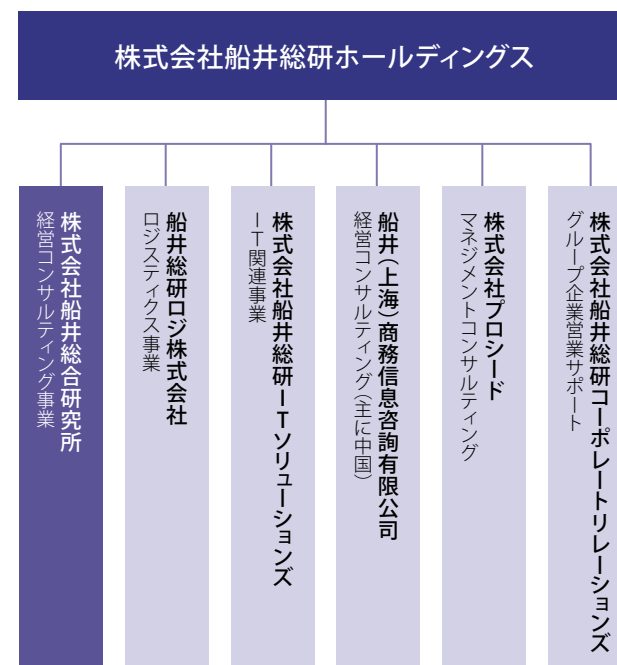 株式会社船井総研ホールディングス
株式会社船井総合研究所
経営コンサルティング事業
船井総研ロジ株式会社
ロジスティクス事業
株式会社船井総研ITソリューションズ
IT関連事業
船井(上海)商務信息咨詢有限公司
経営コンサルティング(主に中国)
株式会社プロシード
マネジメントコンサルティング
株式会社船井総研コーポレートリレーションズ
グループ企業営業サポート